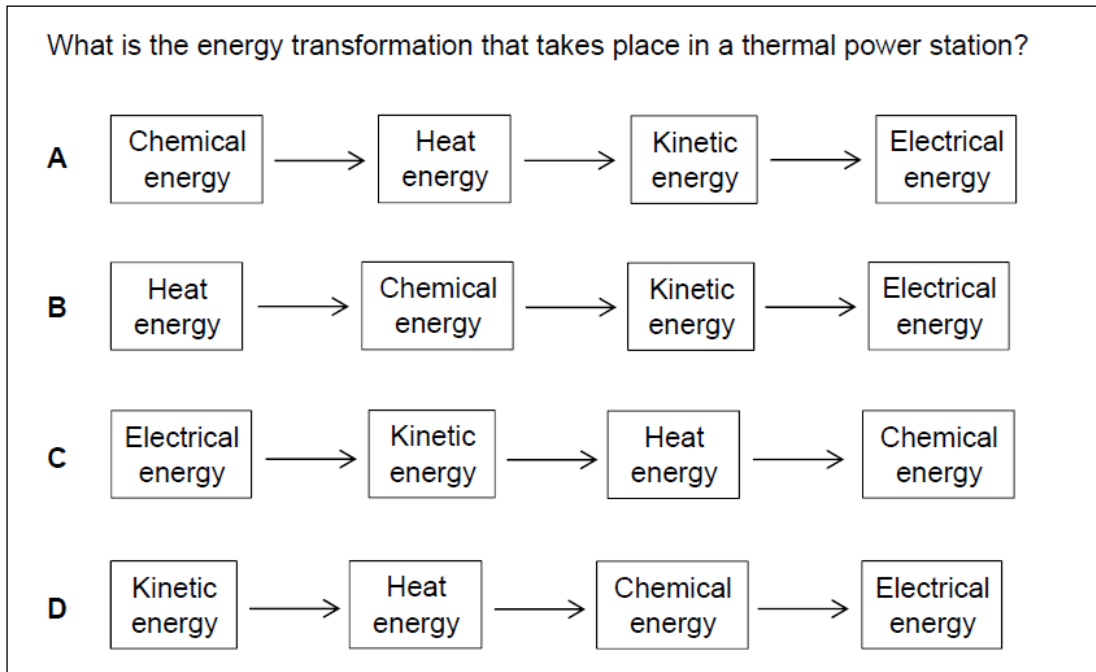 What is the energy transformation that takes place in a thermal power station?
A Chemical energy Heat energy Kinetic energy Electrical energy
B Heat energy Chemical energy Kinetic energy Electrical energy
C Electrical energy Kinetic energy Heat energy Chemical energy
D Kinetic energy Heat energy Chemical energy Electrical energy